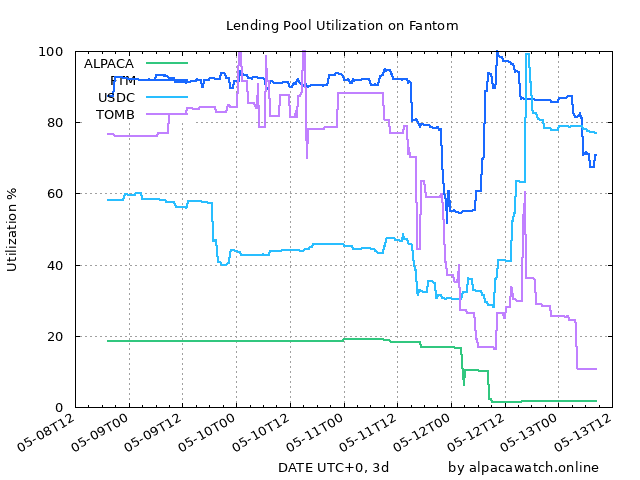 Lending Pool Utilization on Fantom
Utilization %
100
80
60
40
20
0
ALPACA
FTM
USDC
TOMB
05-08T12
05-09T00
05-09T12
05-10T00
05-10T12
05-11T00
05-11T12
05-12T00
05-12T12
05-13T00
05-13T12
DATE UTC+0, 3d
by alpacawatch.online